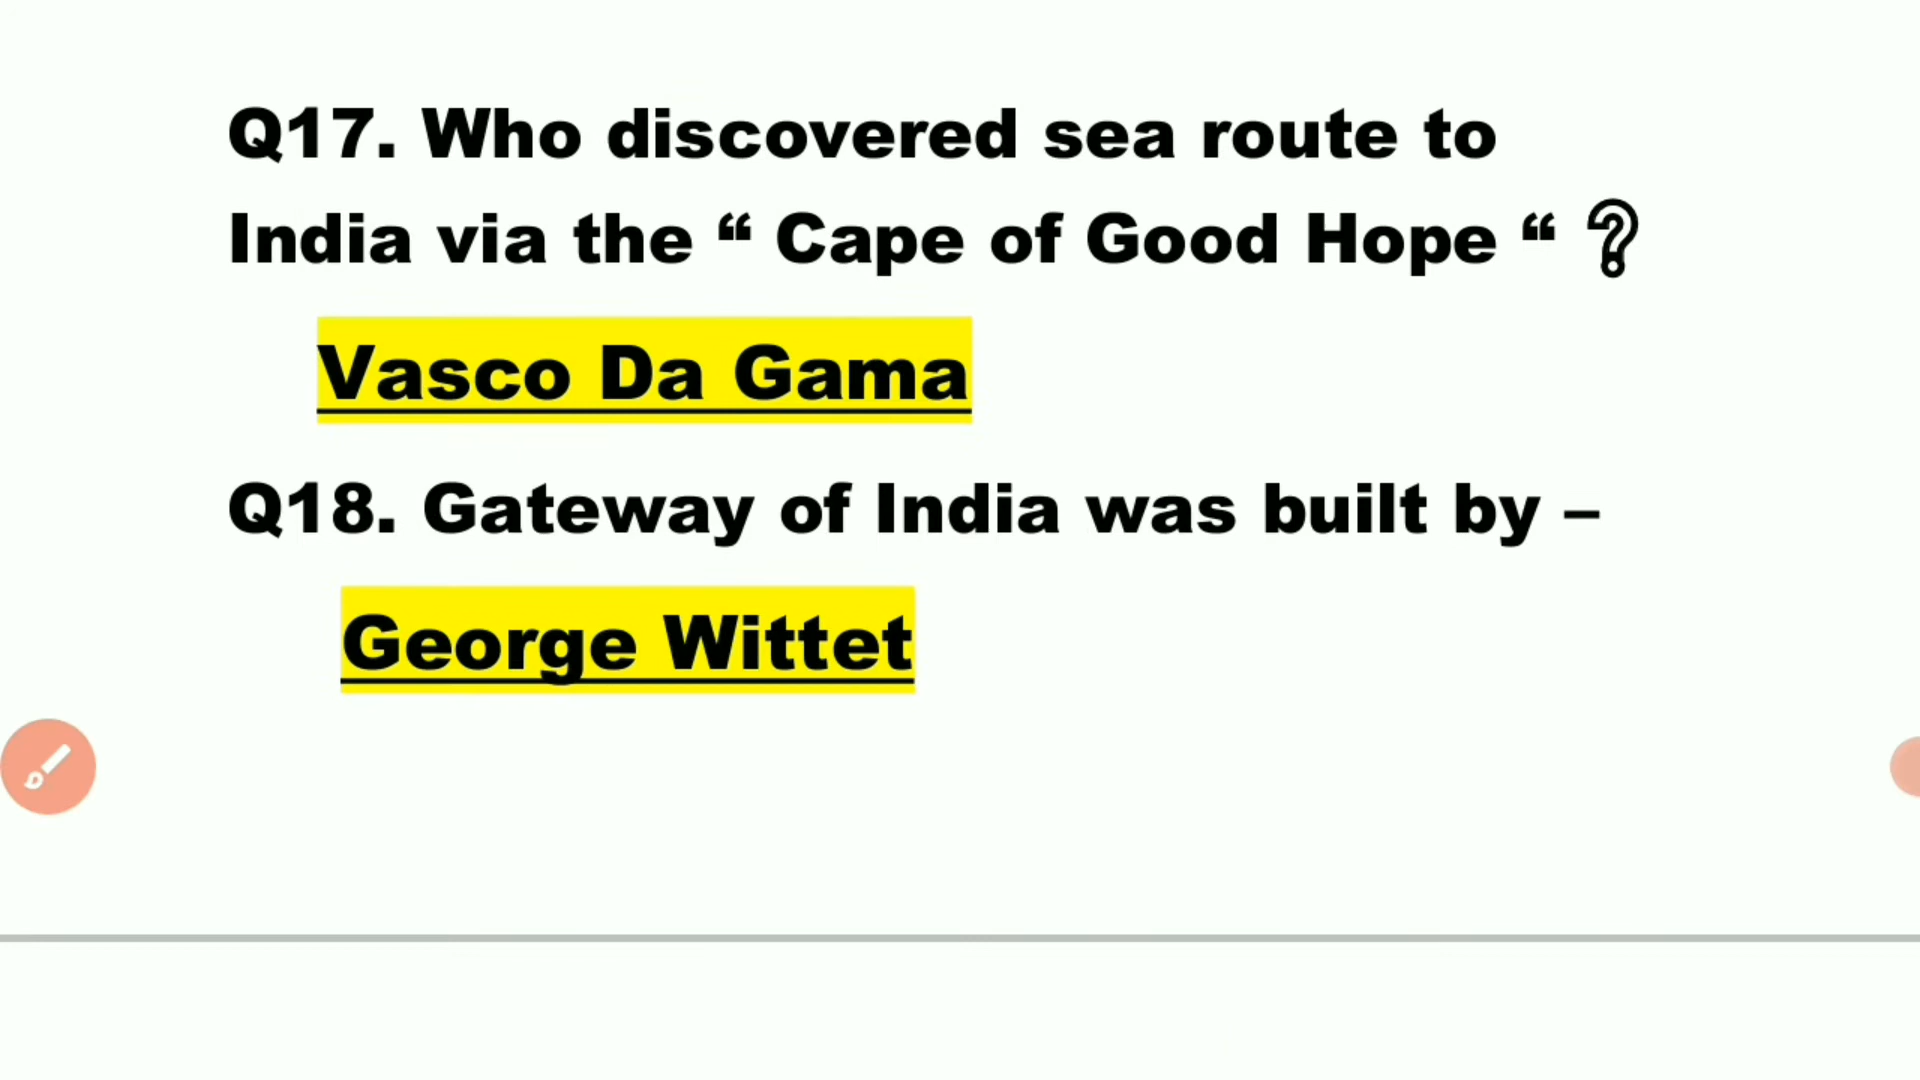 Q17. Who discovered sea route to
India via the “ Cape of Good Hope “ ?
Vasco Da Gama
Q18. Gateway of India was built by –
George Wittet